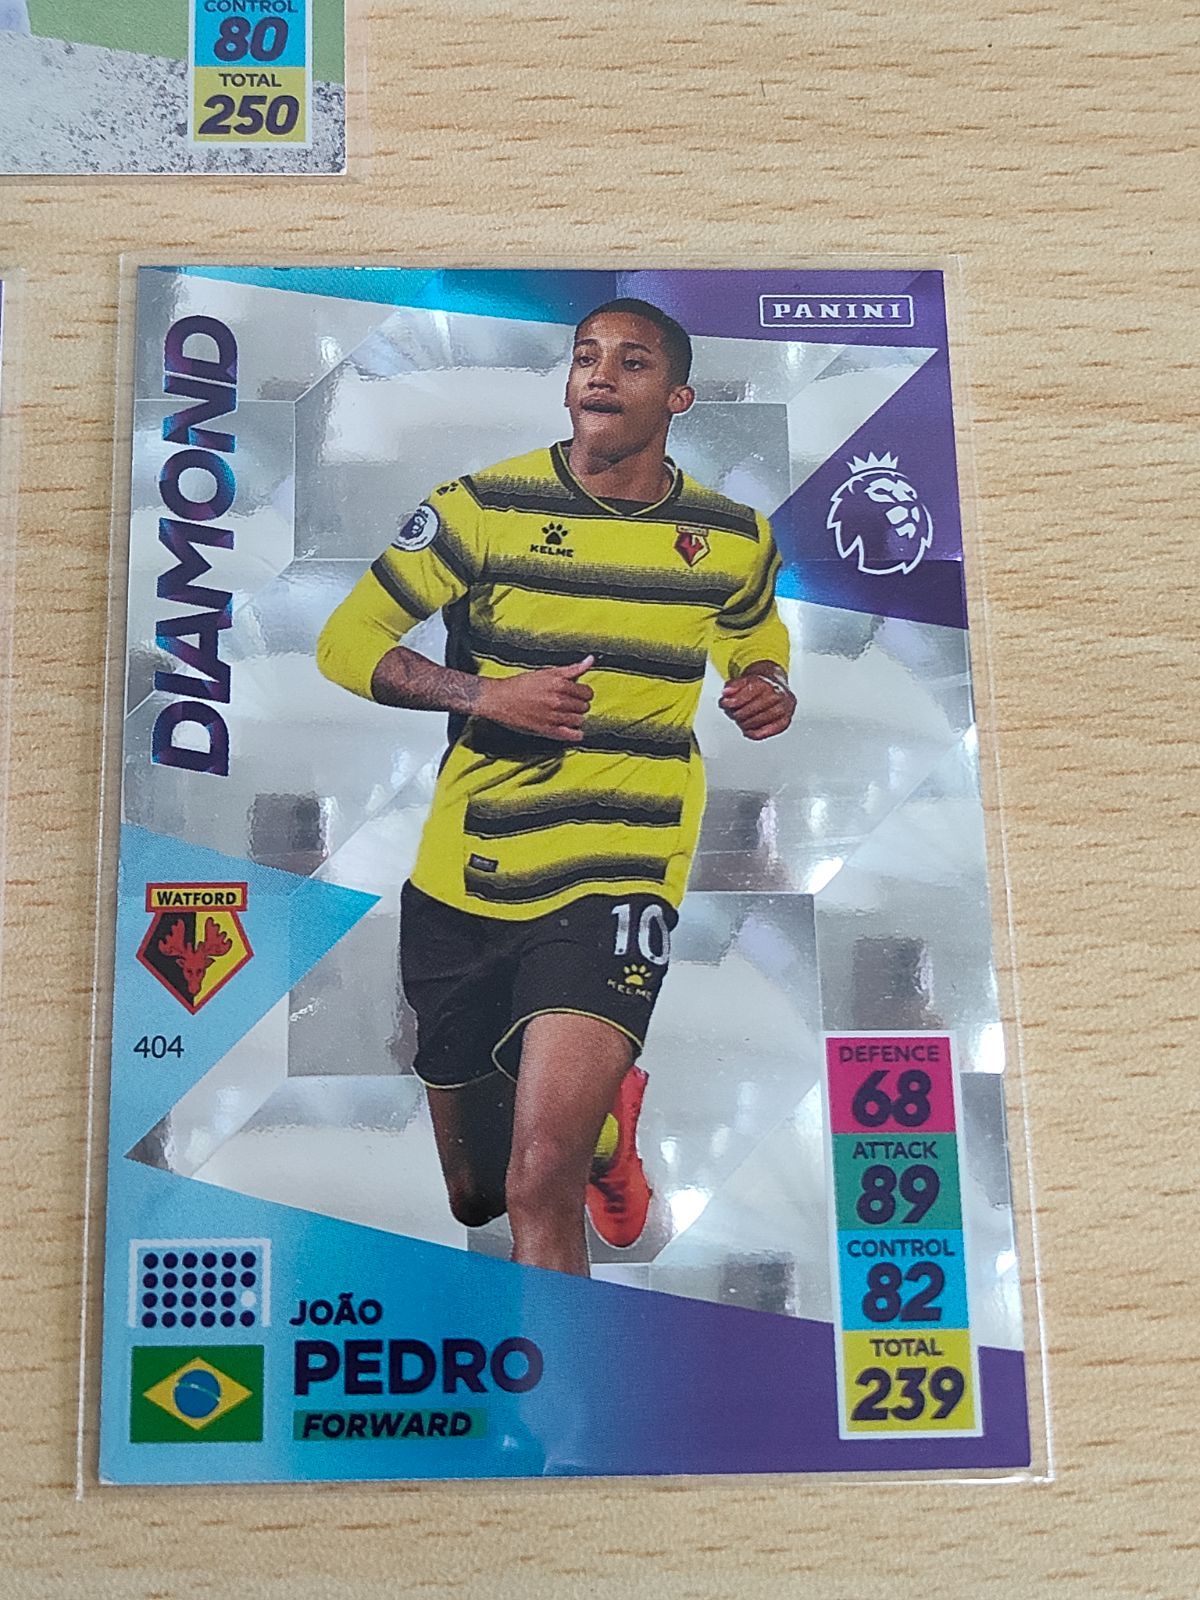 CONTROL
80
TOTAL
250
PANINI
DIAMOND
KELME
10
KELME
WATFORD
404
DEFENCE
68
ATTACK
89
CONTROL
82
TOTAL
239
JOÃO
PEDRO
FORWARD